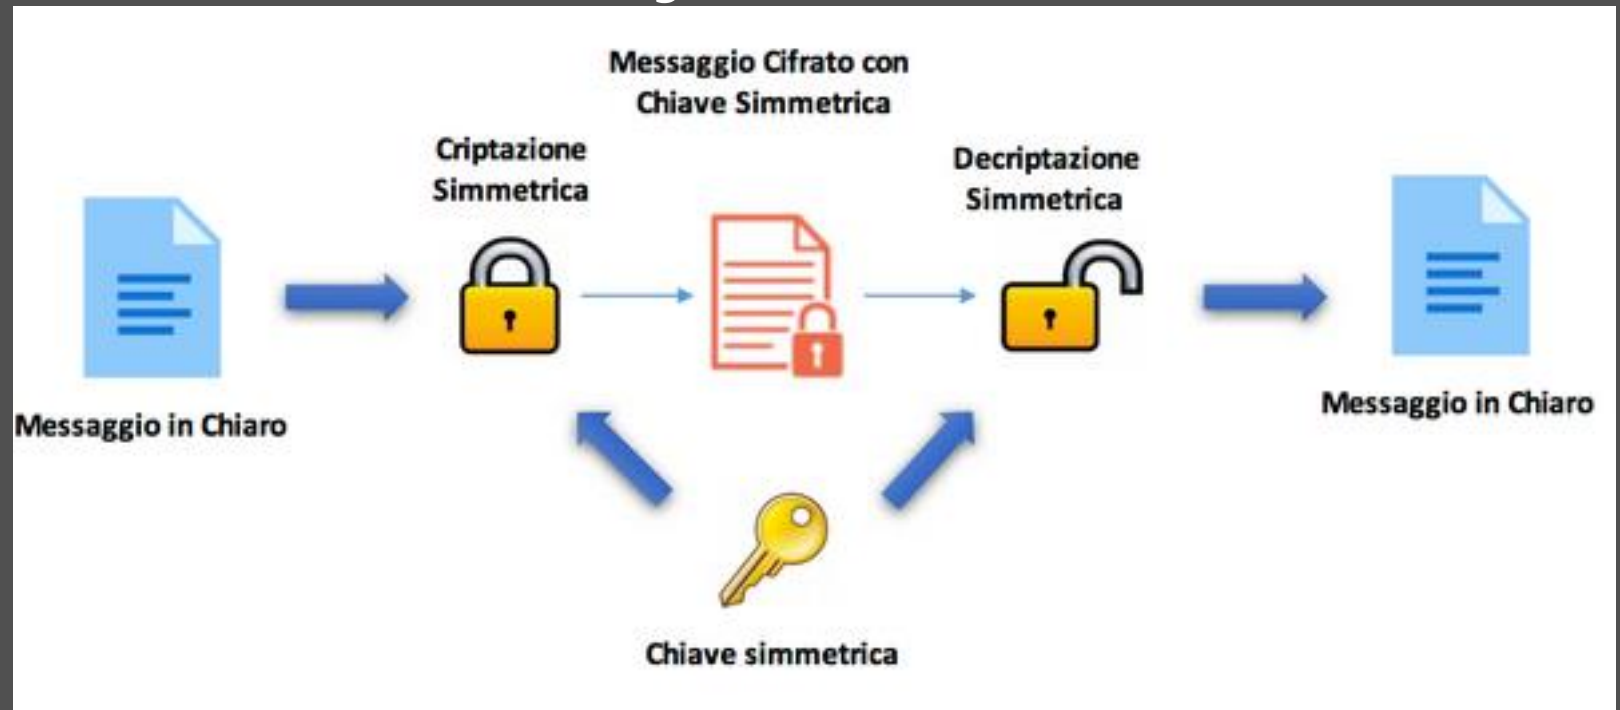 Messaggio Cifrato con
Chiave Simmetrica
Criptazione
Simmetrica
Decriptazione
Simmetrica
Messaggio in Chiaro
Messaggio in Chiaro
Chiave simmetrica